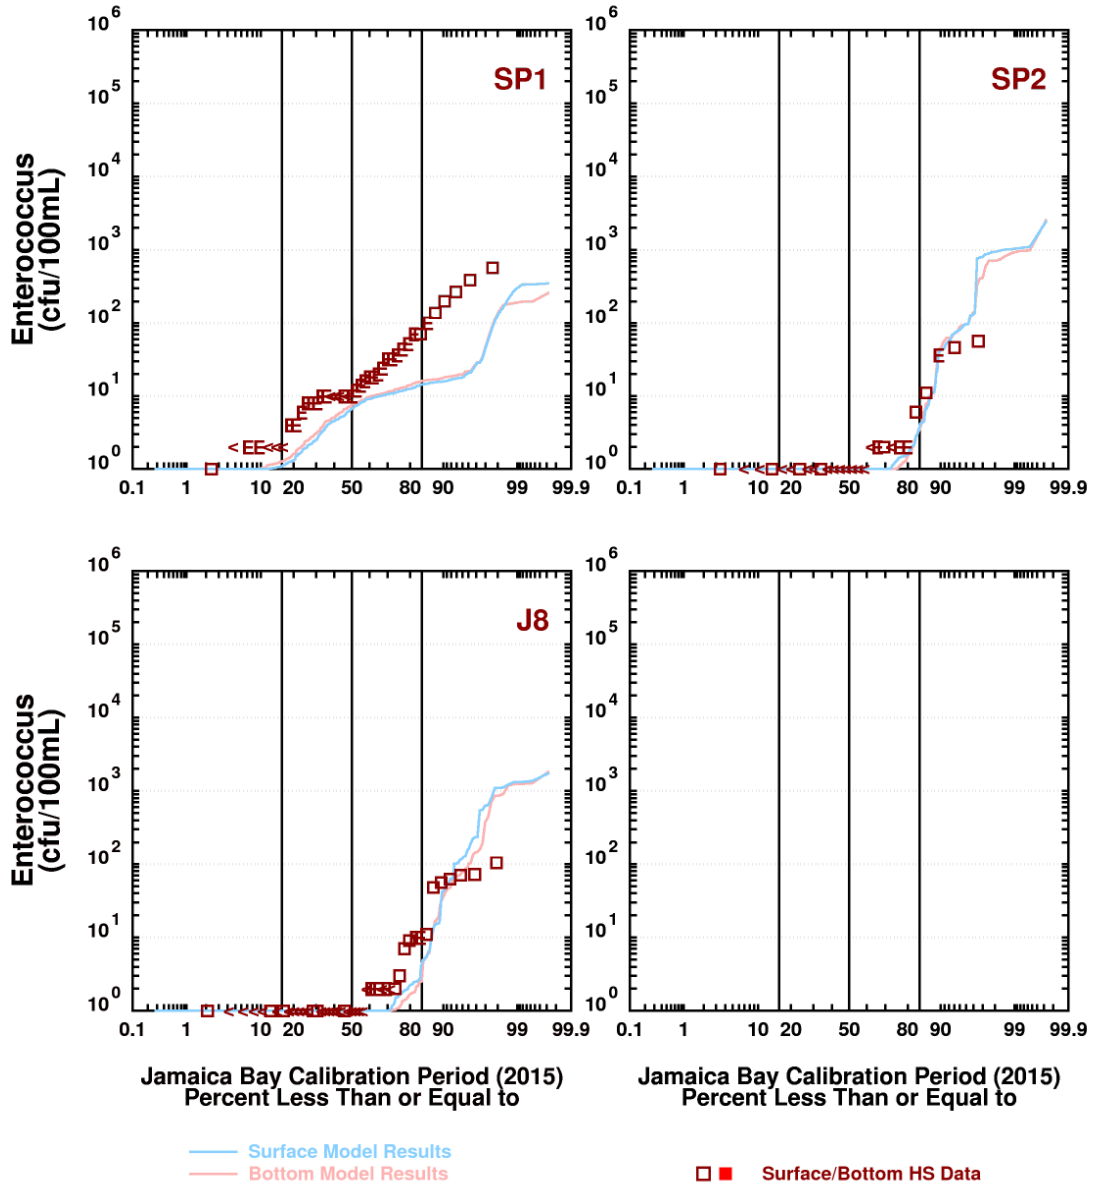 SP1
Enterococcus
(cfu/100mL)
10^6
10^5
10^4
10^3
10^2
10^1
10^0
0.1 1 10 20 50 80 90 99 99.9
SP2
10^6
10^5
10^4
10^3
10^2
10^1
10^0
0.1 1 10 20 50 80 90 99 99.9
J8
Enterococcus
(cfu/100mL)
10^6
10^5
10^4
10^3
10^2
10^1
10^0
0.1 1 10 20 50 80 90 99 99.9
Jamaica Bay Calibration Period (2015)
Percent Less Than or Equal to
10^6
10^5
10^4
10^3
10^2
10^1
10^0
0.1 1 10 20 50 80 90 99 99.9
Jamaica Bay Calibration Period (2015)
Percent Less Than or Equal to
Surface Model Results
Bottom Model Results
Surface/Bottom HS Data